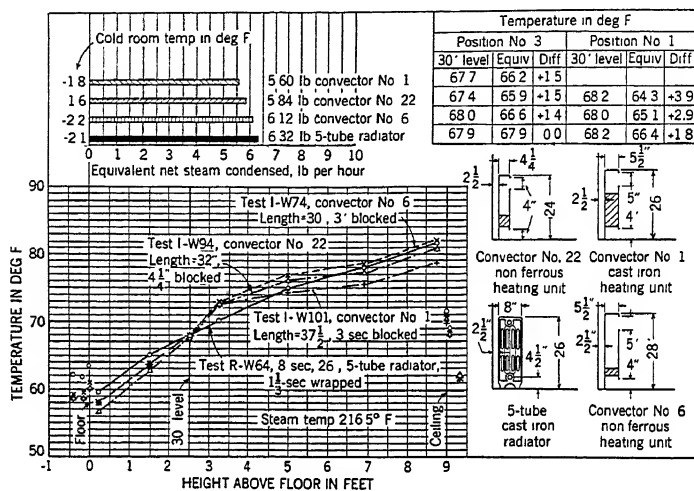 Cold room temp in deg F
-18
5 60 lb convector No 1
16
5 84 lb convector No 22
-22
6 12 lb convector No 6
-21
6 32 lb 5-tube radiator
0 1 2 3 4 5 6 7 8 9 10
Equivalent net steam condensed, lb per hour
Temperature in deg F
Position No 3 Position No 1
30' level Equiv Diff 30' level Equiv Diff
67 7 66 2 +1 5
67 4 65 9 +1 5 68 2 64 3 +3 9
68 0 66 6 +1 4 68 0 65 1 +2 9
67 9 67 9 0 0 68 2 66 4 +1 8
90
80
70
60
50
TEMPERATURE IN DEG F
Test I-W74, convector No 6
Length=30 , 3' blocked
Test I-W94, convector No 22
Length=32",
4 1/4" blocked
Test I-W101, convector No 1
Length=37 1/2, 3 sec blocked
Test R-W64, 8 sec, 26 , 5-tube radiator,
1 1/3-sec wrapped
Steam temp 216 5° F
Floor
30 level
Ceiling
-1 0 1 2 3 4 5 6 7 8 9 10
HEIGHT ABOVE FLOOR IN FEET
4 1/4
2 1/2"
4"
24
Convector No. 22
non ferrous
heating unit
5 1/2"
2 1/2"
5"
4'
26
Convector No 1
cast iron
heating unit
8"
2 1/2"
4 1/2"
26
5-tube
cast iron
radiator
5 1/2"
2 1/2"
5'
4"
28"
Convector No 6
non ferrous
heating unit